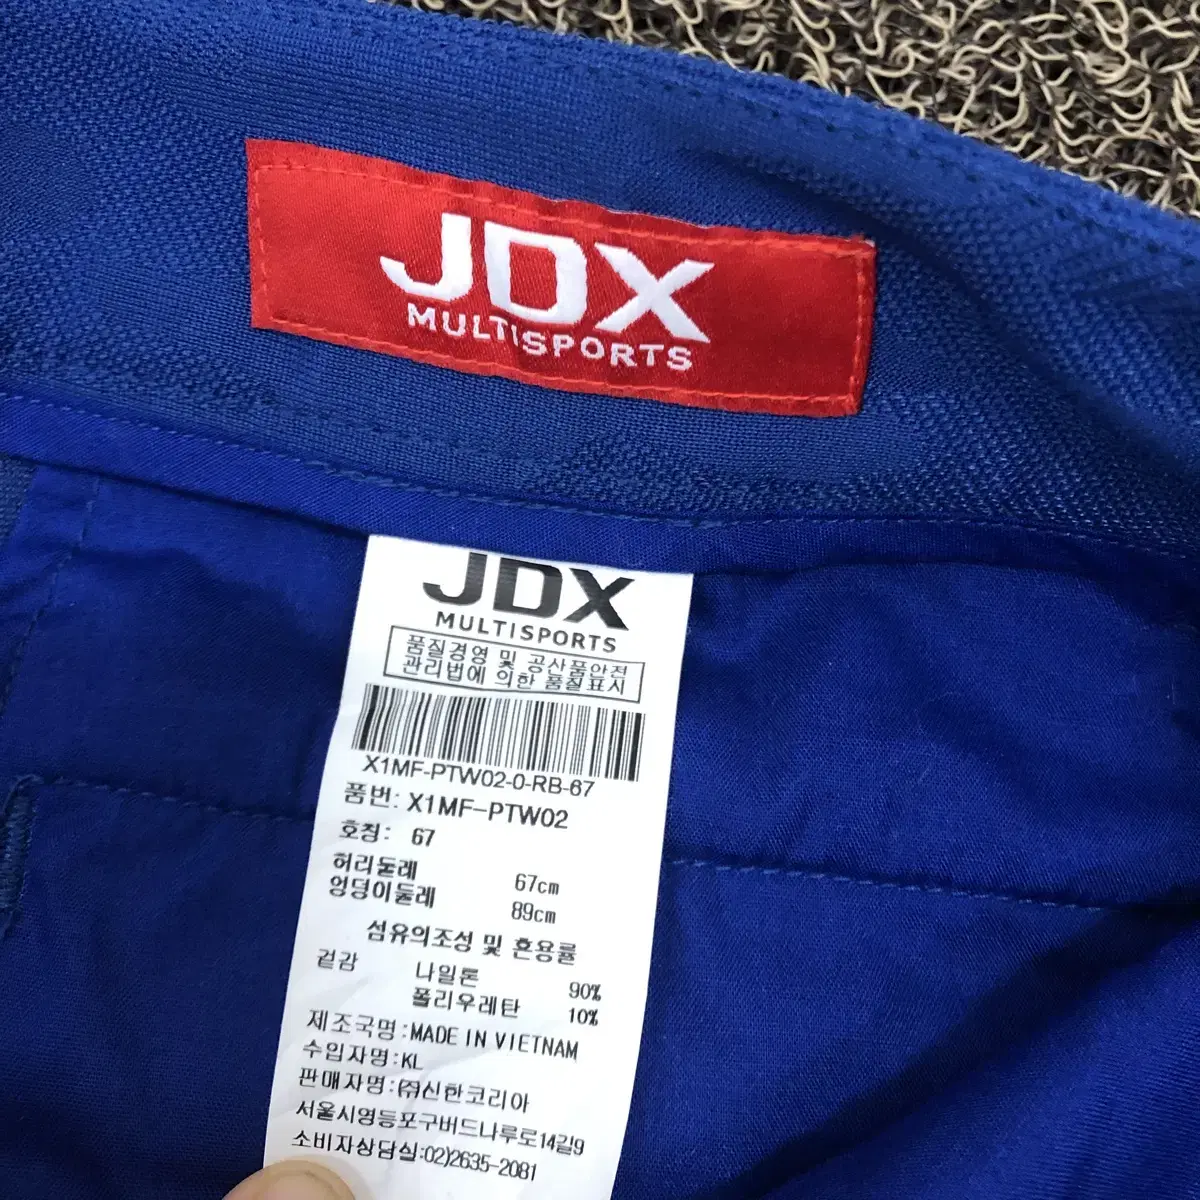 JDX
MULTISPORTS
JDX
MULTISPORTS
품질경영 및 공산품안전
관리법에 의한 품질표시
X1MF-PTW02-0-RB-67
품번: X1MF-PTW02
호칭: 67
허리둘레 67cm
엉덩이둘레 89cm
섬유의조성 및 혼용률
겉감 나일론 90%
폴리우레탄 10%
제조국명:MADE IN VIETNAM
수입자명:KL
판매자명:㈜신한코리아
서울시영등포구버드나루로14길9
소비자상담실:02)2635-2081